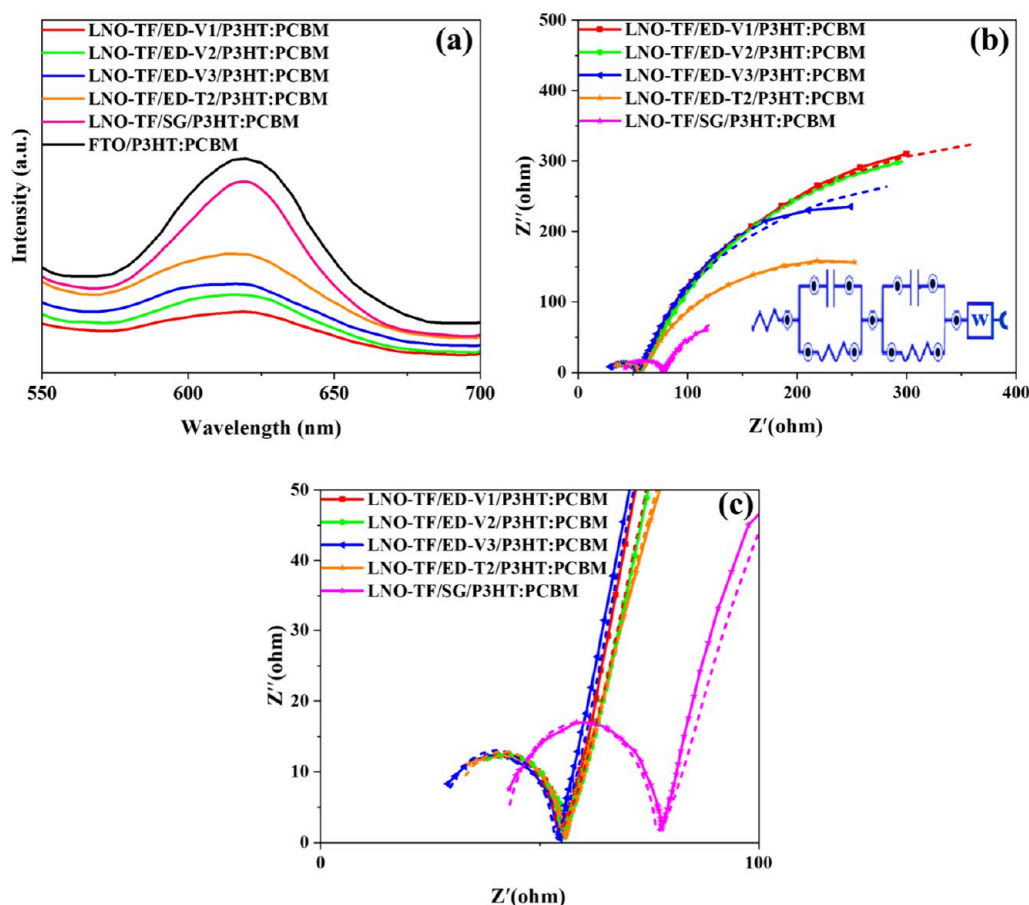 LNO-TF/ED-V1/P3HT:PCBM
LNO-TF/ED-V2/P3HT:PCBM
LNO-TF/ED-V3/P3HT:PCBM
LNO-TF/ED-T2/P3HT:PCBM
LNO-TF/SG/P3HT:PCBM
FTO/P3HT:PCBM
(a)
Intensity (a.u.)
550
600
650
700
Wavelength (nm)
LNO-TF/ED-V1/P3HT:PCBM
LNO-TF/ED-V2/P3HT:PCBM
LNO-TF/ED-V3/P3HT:PCBM
LNO-TF/ED-T2/P3HT:PCBM
LNO-TF/SG/P3HT:PCBM
(b)
Z''(ohm)
500
400
300
200
100
0
W
0
100
200
300
400
Z'(ohm)
LNO-TF/ED-V1/P3HT:PCBM
LNO-TF/ED-V2/P3HT:PCBM
LNO-TF/ED-V3/P3HT:PCBM
LNO-TF/ED-T2/P3HT:PCBM
LNO-TF/SG/P3HT:PCBM
(c)
Z''(ohm)
50
40
30
20
10
0
0
100
Z'(ohm)